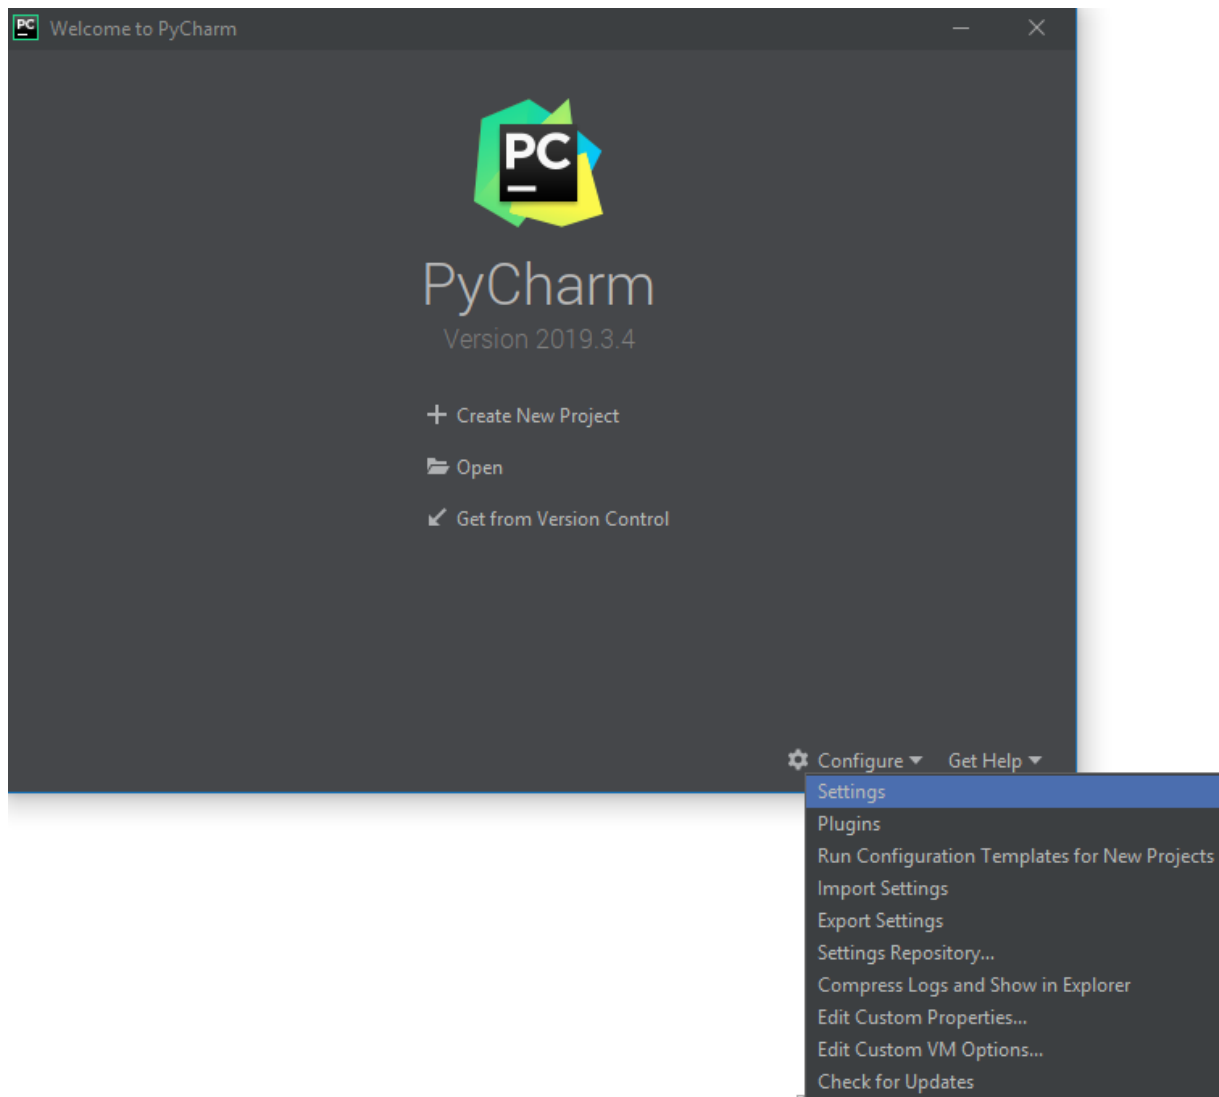 PC
Welcome to PyCharm
PC
PyCharm
Version 2019.3.4
Create New Project
Open
Get from Version Control
Configure
Get Help
Settings
Plugins
Run Configuration Templates for New Projects
Import Settings
Export Settings
Settings Repository...
Compress Logs and Show in Explorer
Edit Custom Properties...
Edit Custom VM Options...
Check for Updates